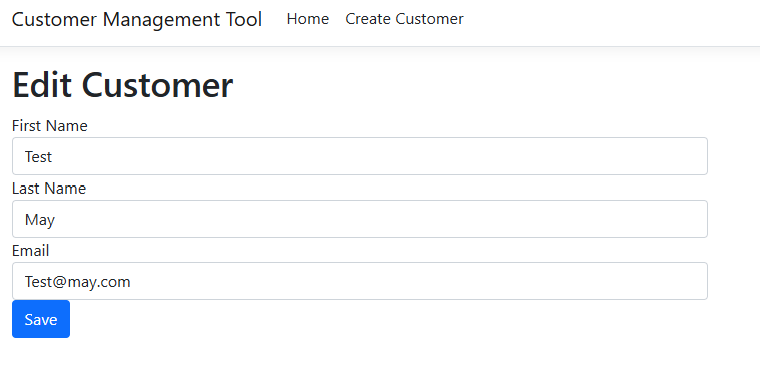 Customer Management Tool Home Create Customer
Edit Customer
First Name
Test
Last Name
May
Email
Test@may.com
Save